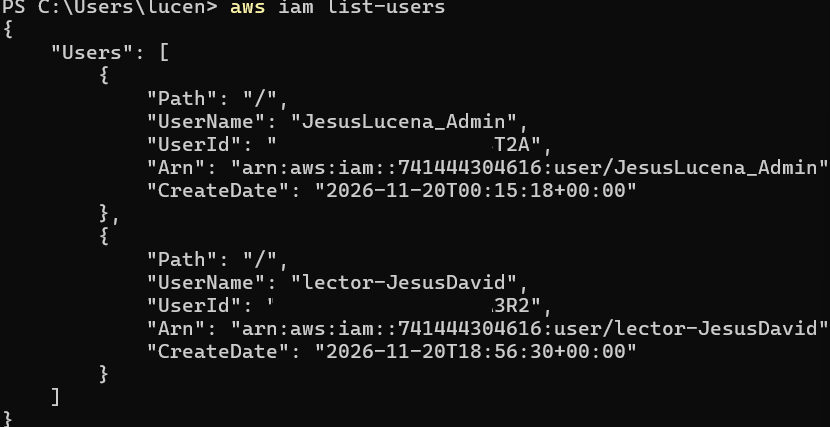 PS C:\Users\lucen> aws iam list-users
{
    "Users": [
        {
            "Path": "/",
            "UserName": "JesusLucena_Admin",
            "UserId": "T2A",
            "Arn": "arn:aws:iam::741444304616:user/JesusLucena_Admin"
            "CreateDate": "2026-11-20T00:15:18+00:00"
        },
        {
            "Path": "/",
            "UserName": "lector-JesusDavid",
            "UserId": "3R2",
            "Arn": "arn:aws:iam::741444304616:user/lector-JesusDavid"
            "CreateDate": "2026-11-20T18:56:30+00:00"
        }
    ]
}